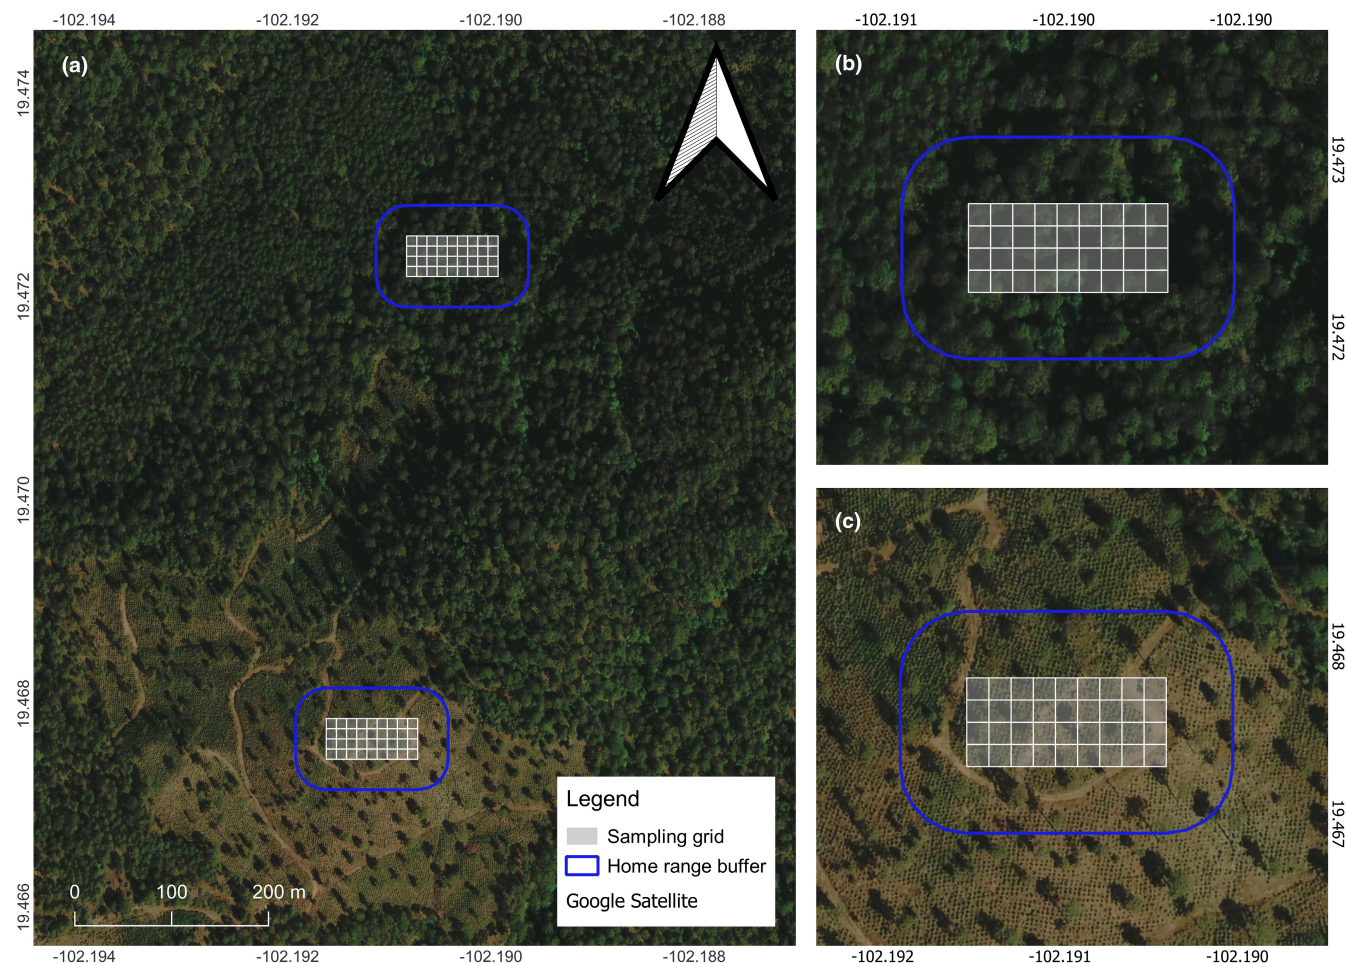 -102.194 -102.192 -102.190 -102.188
-102.191 -102.190 -102.190
(a)
(b)
(c)
19.474
19.472
19.470
19.468
19.466
19.473
19.472
19.468
19.467
Legend
Sampling grid
Home range buffer
Google Satellite
0 100 200 m
-102.194 -102.192 -102.190 -102.188
-102.192 -102.191 -102.190